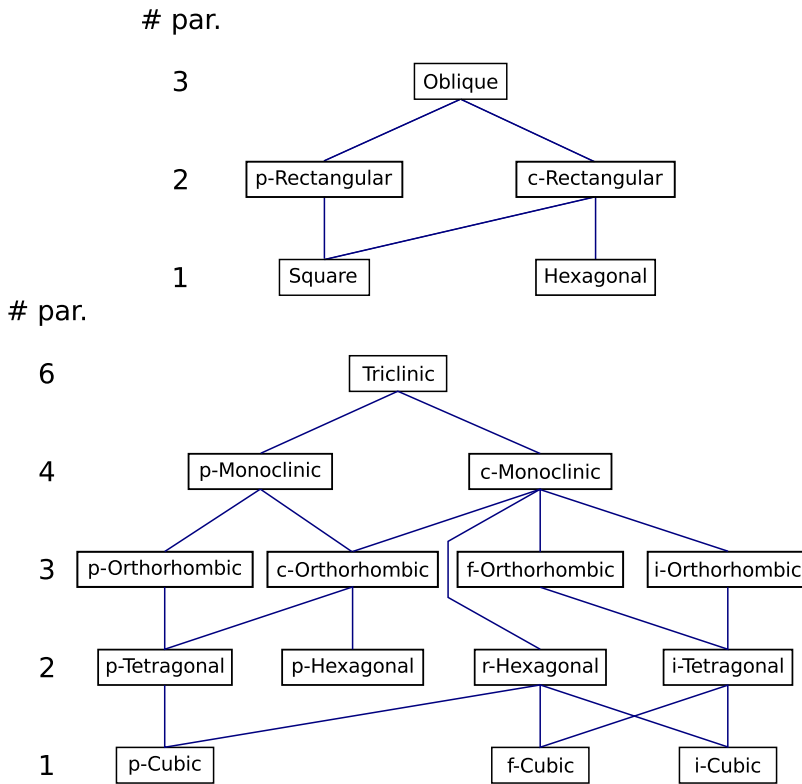 # par.
3 Oblique
2 p-Rectangular c-Rectangular
1 Square Hexagonal
# par.
6 Triclinic
4 p-Monoclinic c-Monoclinic
3 p-Orthorhombic c-Orthorhombic f-Orthorhombic i-Orthorhombic
2 p-Tetragonal p-Hexagonal r-Hexagonal i-Tetragonal
1 p-Cubic f-Cubic i-Cubic